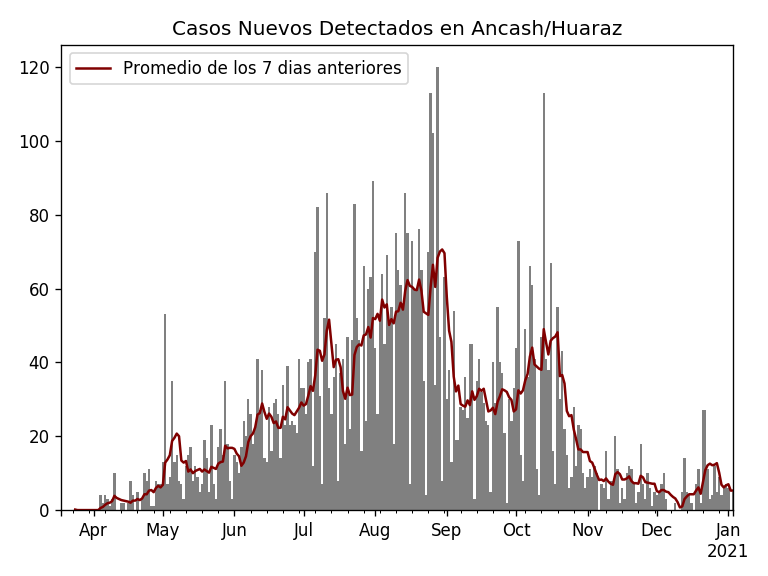 Casos Nuevos Detectados en Ancash/Huaraz
Promedio de los 7 dias anteriores
120
100
80
60
40
20
0
Apr May Jun Jul Aug Sep Oct Nov Dec Jan
2021